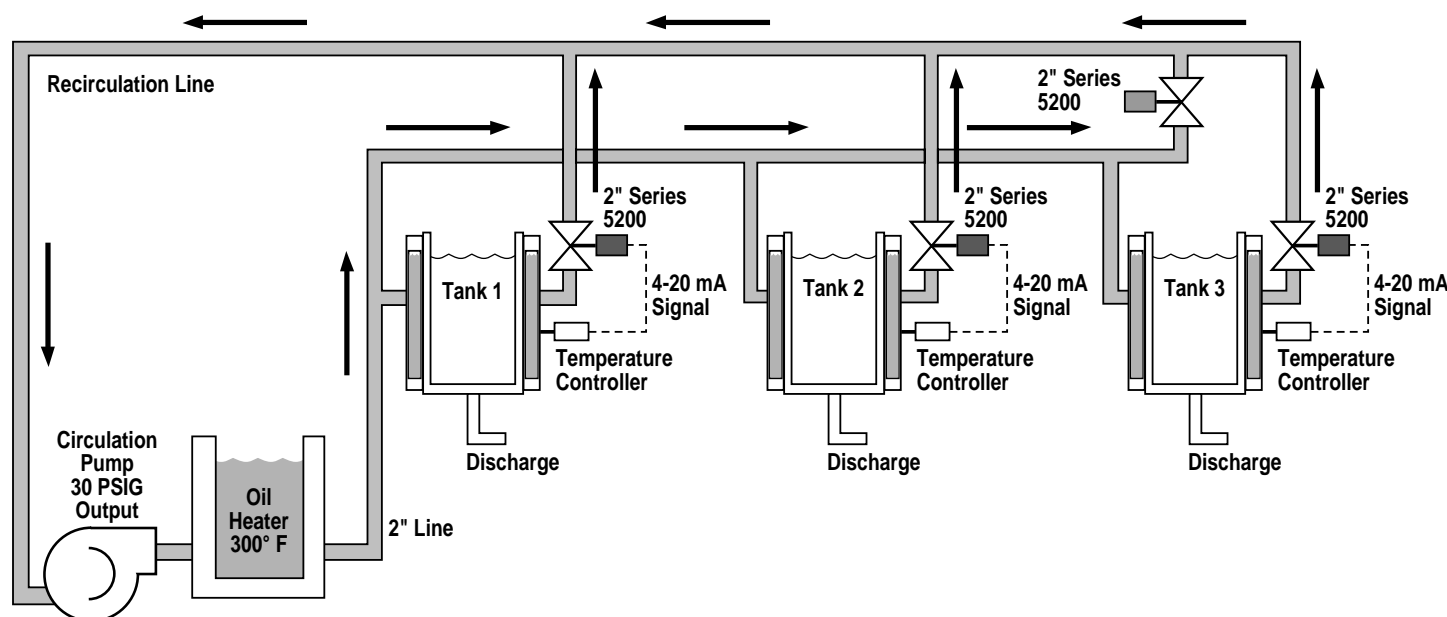 Recirculation Line
2" Series
5200
2" Series
5200
2" Series
5200
2" Series
5200
Tank 1
4-20 mA
Signal
Temperature
Controller
Discharge
Tank 2
4-20 mA
Signal
Temperature
Controller
Discharge
Tank 3
4-20 mA
Signal
Temperature
Controller
Discharge
Circulation
Pump
30 PSIG
Output
Oil
Heater
300° F
2" Line